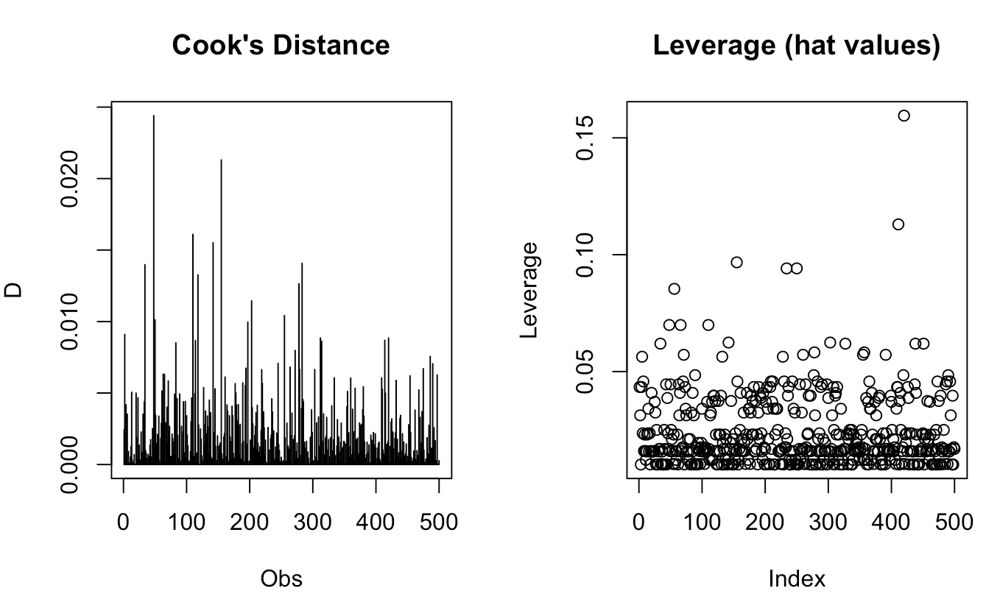 Cook's Distance
D
0.000
0.010
0.020
0 100 200 300 400 500
Obs
Leverage (hat values)
Leverage
0.05
0.10
0.15
0 100 200 300 400 500
Index